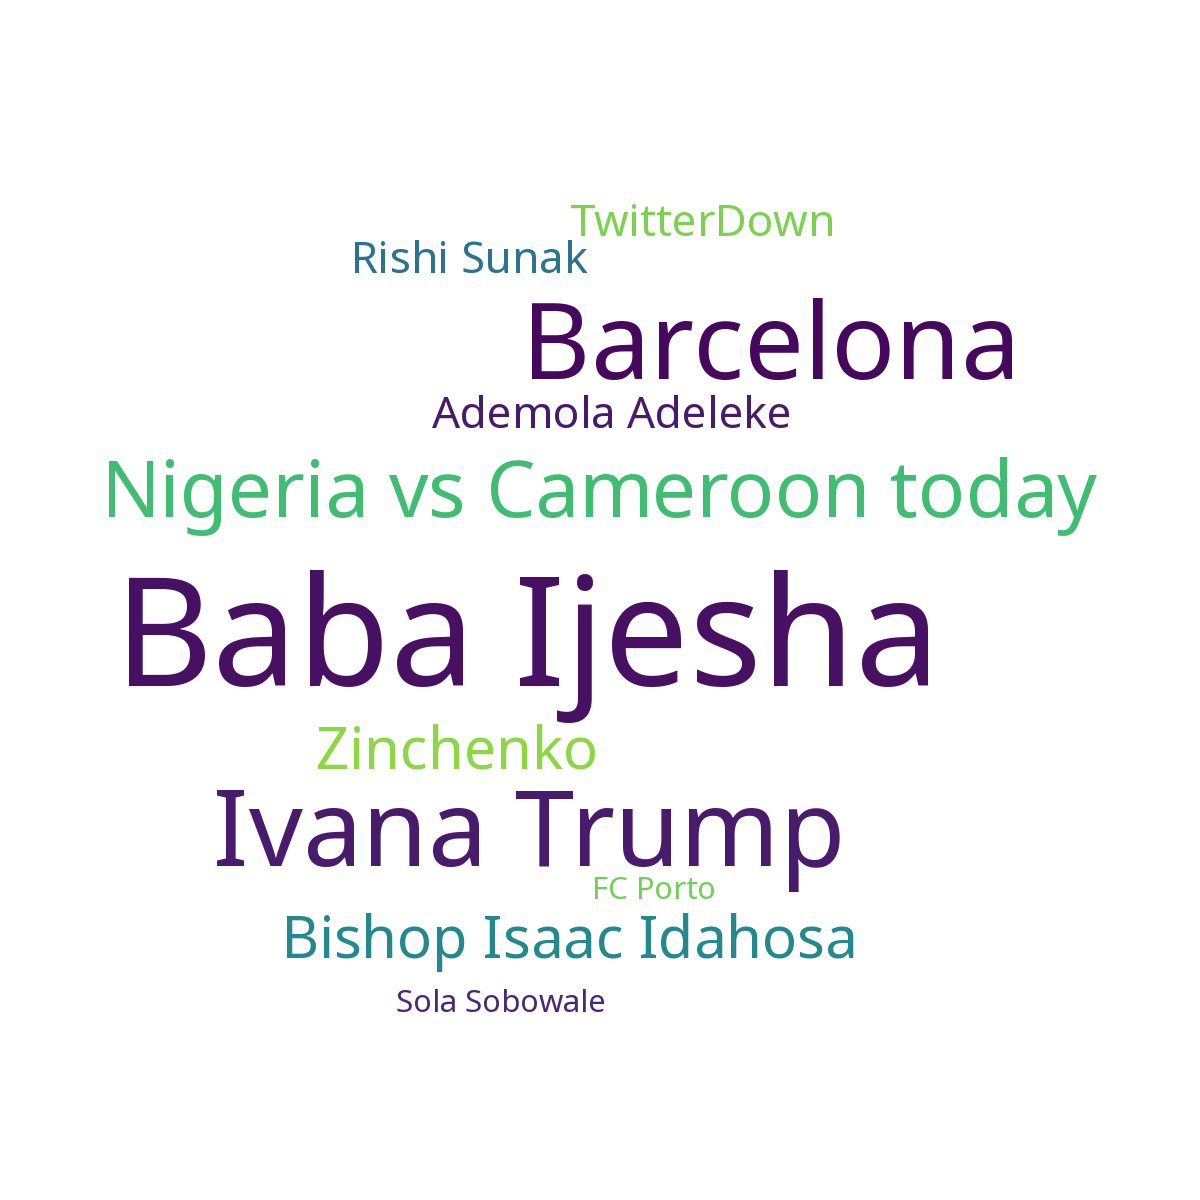 TwitterDown
Rishi Sunak
Barcelona
Ademola Adeleke
Nigeria vs Cameroon today
Baba Ijesha
Zinchenko
Ivana Trump
FC Porto
Bishop Isaac Idahosa
Sola Sobowale